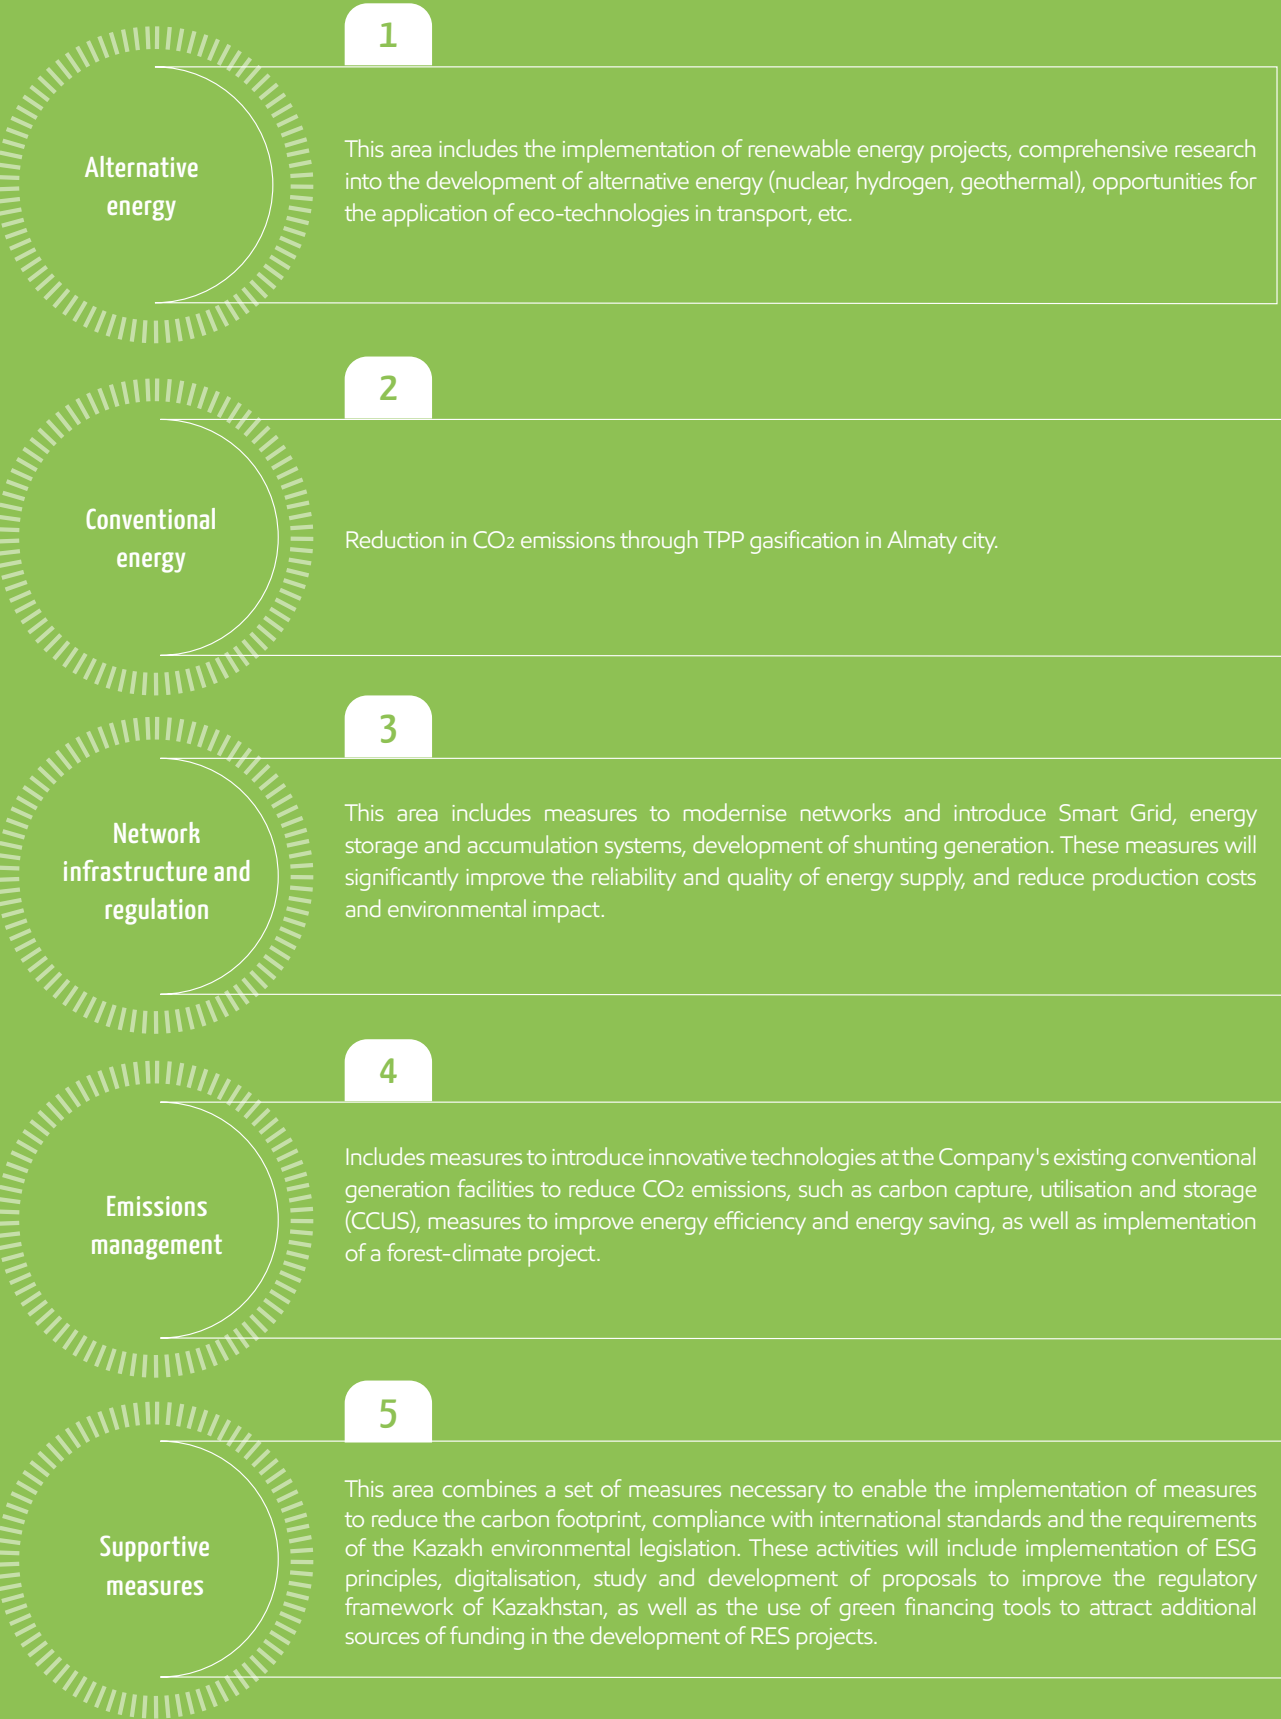 1
Alternative
energy
This area includes the implementation of renewable energy projects, comprehensive research
into the development of alternative energy (nuclear, hydrogen, geothermal), opportunities for
the application of eco-technologies in transport, etc.
2
Conventional
energy
Reduction in CO₂ emissions through TPP gasification in Almaty city.
3
Network
infrastructure and
regulation
This area includes measures to modernise networks and introduce Smart Grid, energy
storage and accumulation systems, development of shunting generation. These measures will
significantly improve the reliability and quality of energy supply, and reduce production costs
and environmental impact.
4
Emissions
management
Includes measures to introduce innovative technologies at the Company's existing conventional
generation facilities to reduce CO₂ emissions, such as carbon capture, utilisation and storage
(CCUS), measures to improve energy efficiency and energy saving, as well as implementation
of a forest-climate project.
5
Supportive
measures
This area combines a set of measures necessary to enable the implementation of measures
to reduce the carbon footprint, compliance with international standards and the requirements
of the Kazakh environmental legislation. These activities will include implementation of ESG
principles, digitalisation, study and development of proposals to improve the regulatory
framework of Kazakhstan, as well as the use of green financing tools to attract additional
sources of funding in the development of RES projects.